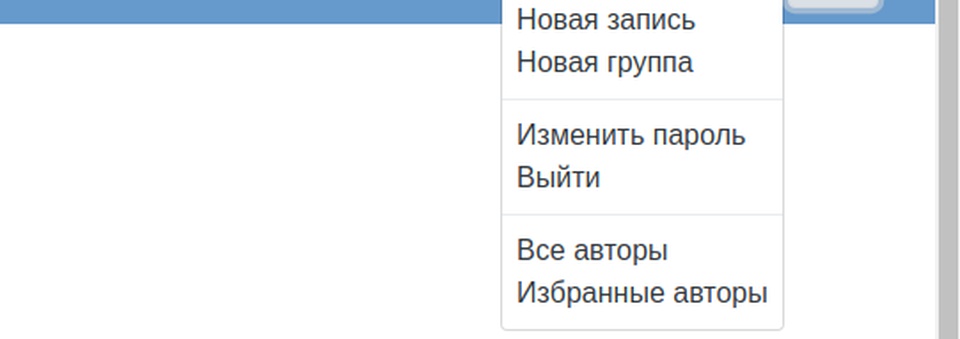 Новая запись
Новая группа
Изменить пароль
Выйти
Все авторы
Избранные авторы